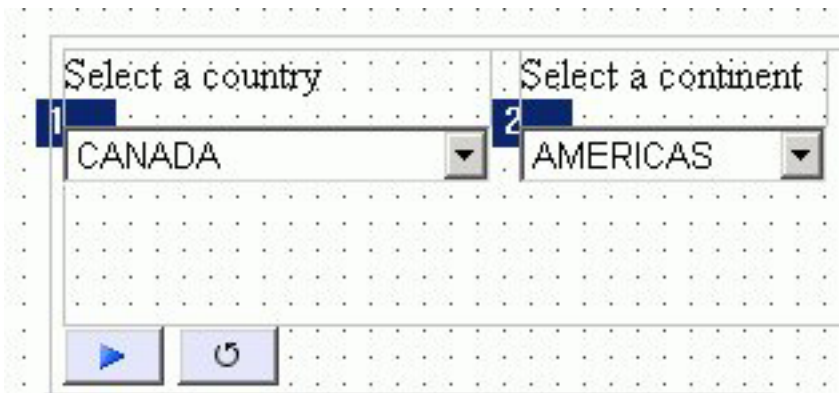 Select a country
Select a continent
1
2
CANADA
AMERICAS